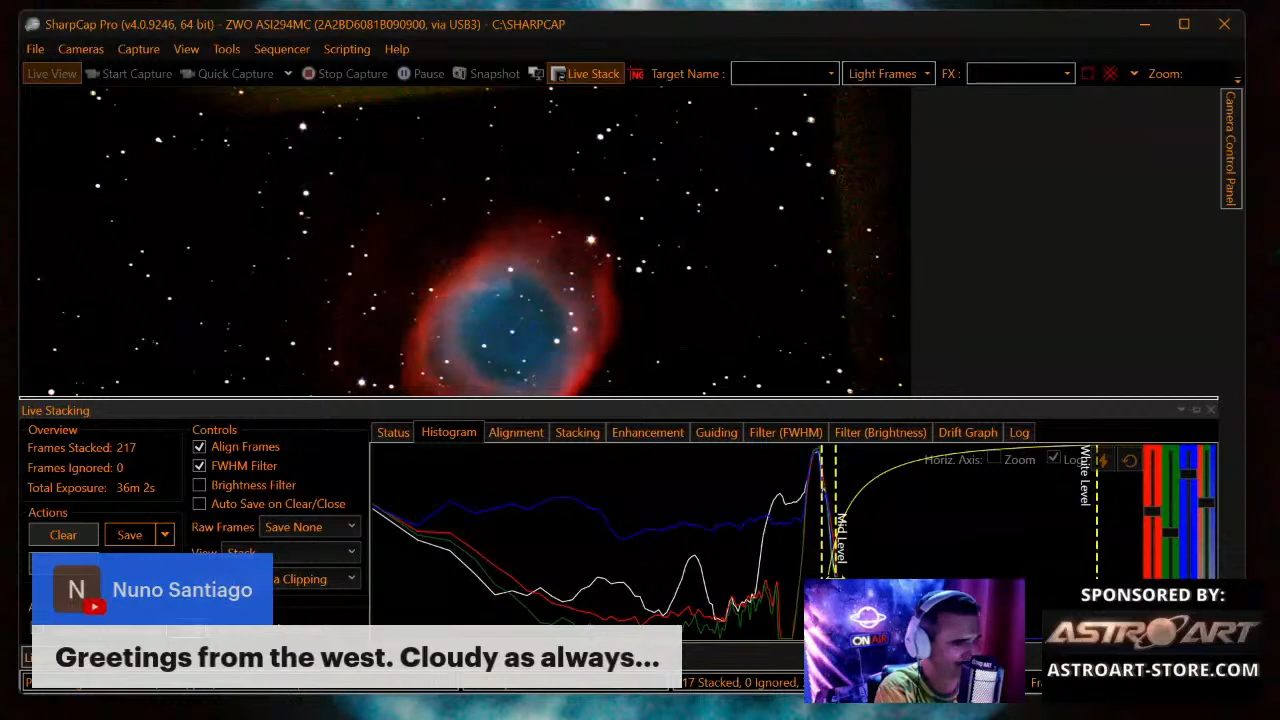 SharpCap Pro (v4.0.9246, 64 bit) - ZWO ASI294MC (2A2BD6081B090900, via USB3) - C:\SHARPCAP
File Cameras Capture View Tools Sequencer Scripting Help
Live View Start Capture Quick Capture Stop Capture Pause Snapshot Live Stack Target Name : Light Frames FX : Zoom:
Camera Control Panel
Live Stacking
Overview
Frames Stacked: 217
Frames Ignored: 0
Total Exposure: 36m 2s
Actions
Clear Save
Controls
Align Frames
FWHM Filter
Brightness Filter
Auto Save on Clear/Close
Raw Frames Save None
View Stack
a Clipping
Status Histogram Alignment Stacking Enhancement Guiding Filter (FWHM) Filter (Brightness) Drift Graph Log
Horiz. Axis: Zoom Log
Mid Level
White Level
N Nuno Santiago
Greetings from the west. Cloudy as always...
17 Stacked, 0 Ignored,
ON AIR
SPONSORED BY:
ASTROART
ASTROART-STORE.COM